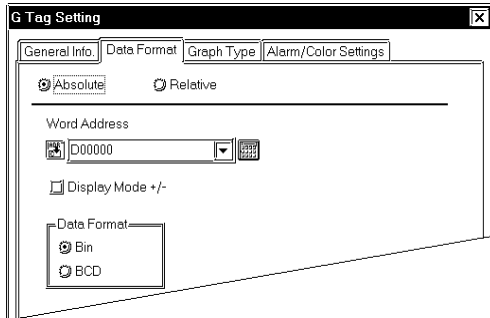 G Tag Setting
General Info. Data Format Graph Type Alarm/Color Settings
Absolute Relative
Word Address
D00000
Display Mode +/-
Data Format
Bin
BCD